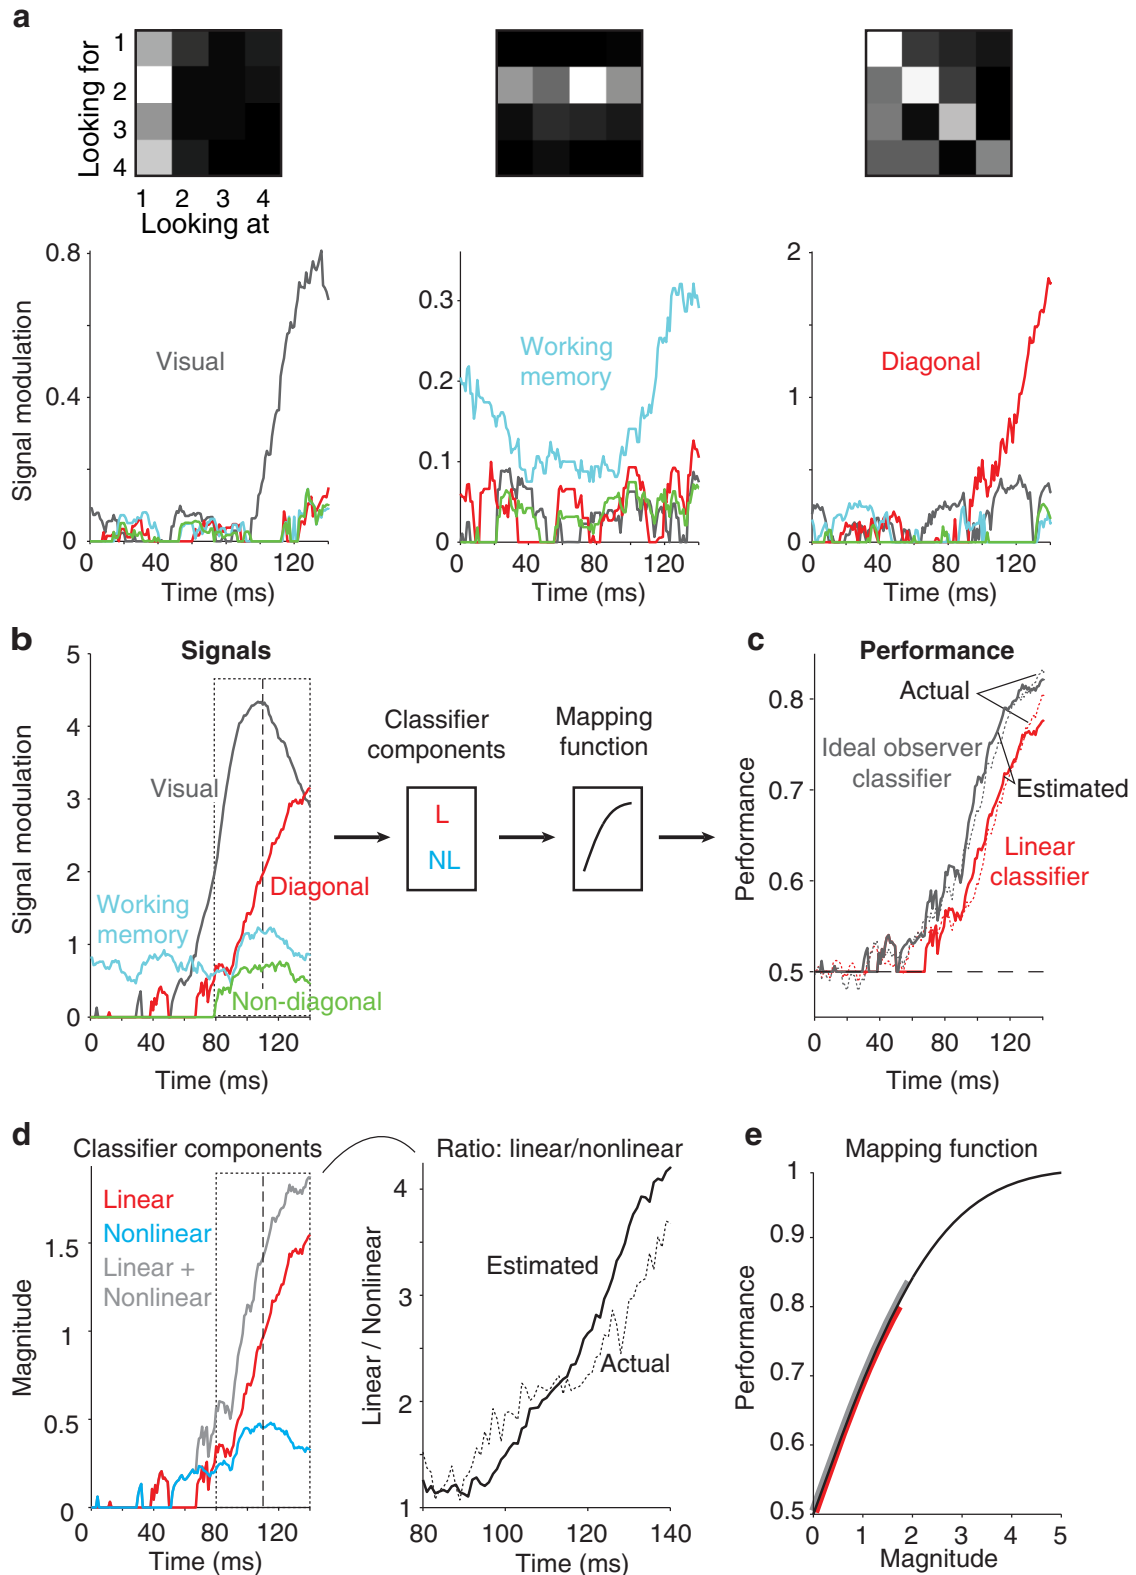 a
Looking for
1
2
3
4
1 2 3 4
Looking at
Signal modulation
0.8
0.4
0
Visual
0 40 80 120
Time (ms)
0.3
0.2
0.1
0
Working
memory
0 40 80 120
Time (ms)
2
1
0
Diagonal
0 40 80 120
Time (ms)
b
Signals
Signal modulation
5
4
3
2
1
0
Visual
Diagonal
Working
memory
Non-diagonal
0 40 80 120
Time (ms)
Classifier
components
L
NL
Mapping
function
c
Performance
Performance
0.8
0.7
0.6
0.5
Actual
Ideal observer
classifier
Estimated
Linear
classifier
0 40 80 120
Time (ms)
d
Classifier components
Magnitude
1.5
1
0.5
0
Linear
Nonlinear
Linear +
Nonlinear
0 40 80 120
Time (ms)
Ratio: linear/nonlinear
Linear / Nonlinear
4
3
2
1
Estimated
Actual
80 100 120 140
Time (ms)
e
Mapping function
Performance
1
0.9
0.8
0.7
0.6
0.5
0 1 2 3 4 5
Magnitude